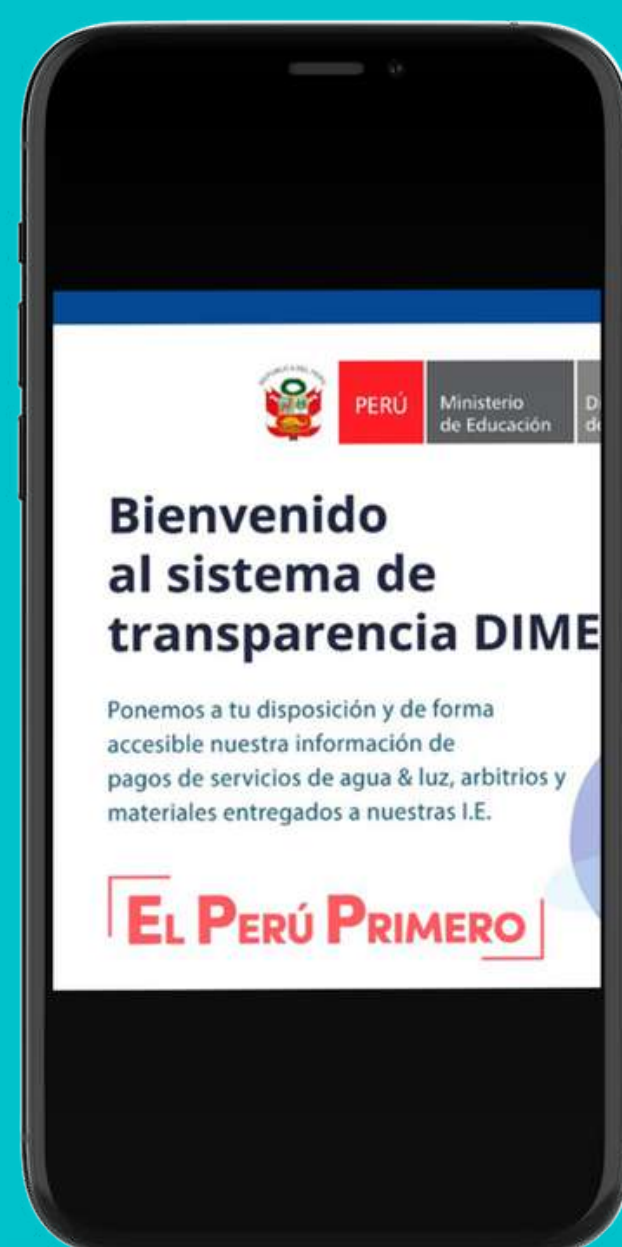 PERÚ
Ministerio
de Educación
Bienvenido
al sistema de
transparencia DIME
Ponemos a tu disposición y de forma
accesible nuestra información de
pagos de servicios de agua & luz, arbitrios y
materiales entregados a nuestras I.E.
EL PERÚ PRIMERO